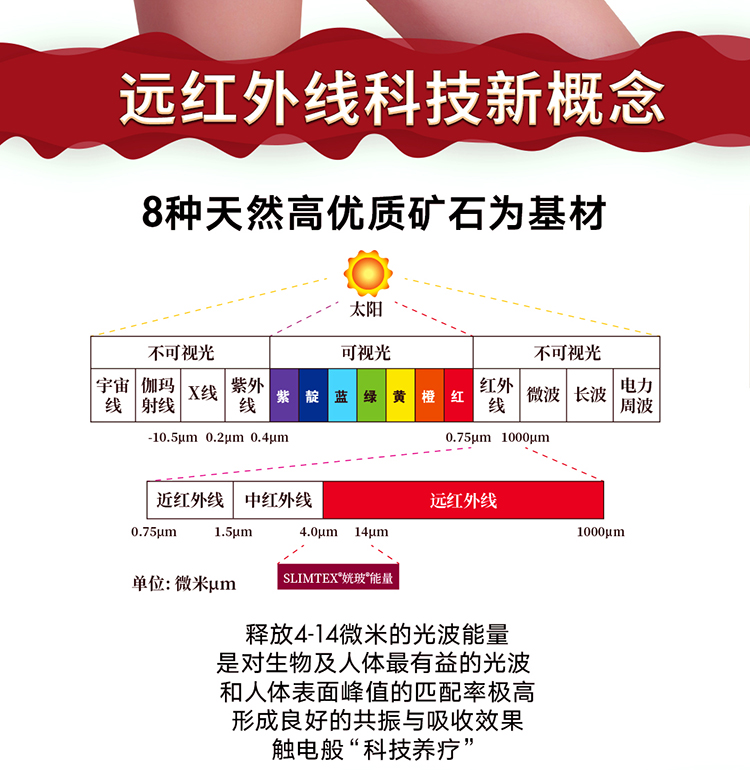 远红外线科技新概念
8种天然高优质矿石为基材
太阳
不可视光 可视光 不可视光
宇宙线 伽玛射线 X线 紫外线 紫 靛 蓝 绿 黄 橙 红 红外线 微波 长波 电力周波
-10.5μm 0.2μm 0.4μm 0.75μm 1000μm
近红外线 中红外线 远红外线
0.75μm 1.5μm 4.0μm 14μm 1000μm
SLIMTEX®姯玻®能量
单位: 微米μm
释放4-14微米的光波能量
是对生物及人体最有益的光波
和人体表面峰值的匹配率极高
形成良好的共振与吸收效果
触电般“科技养疗”